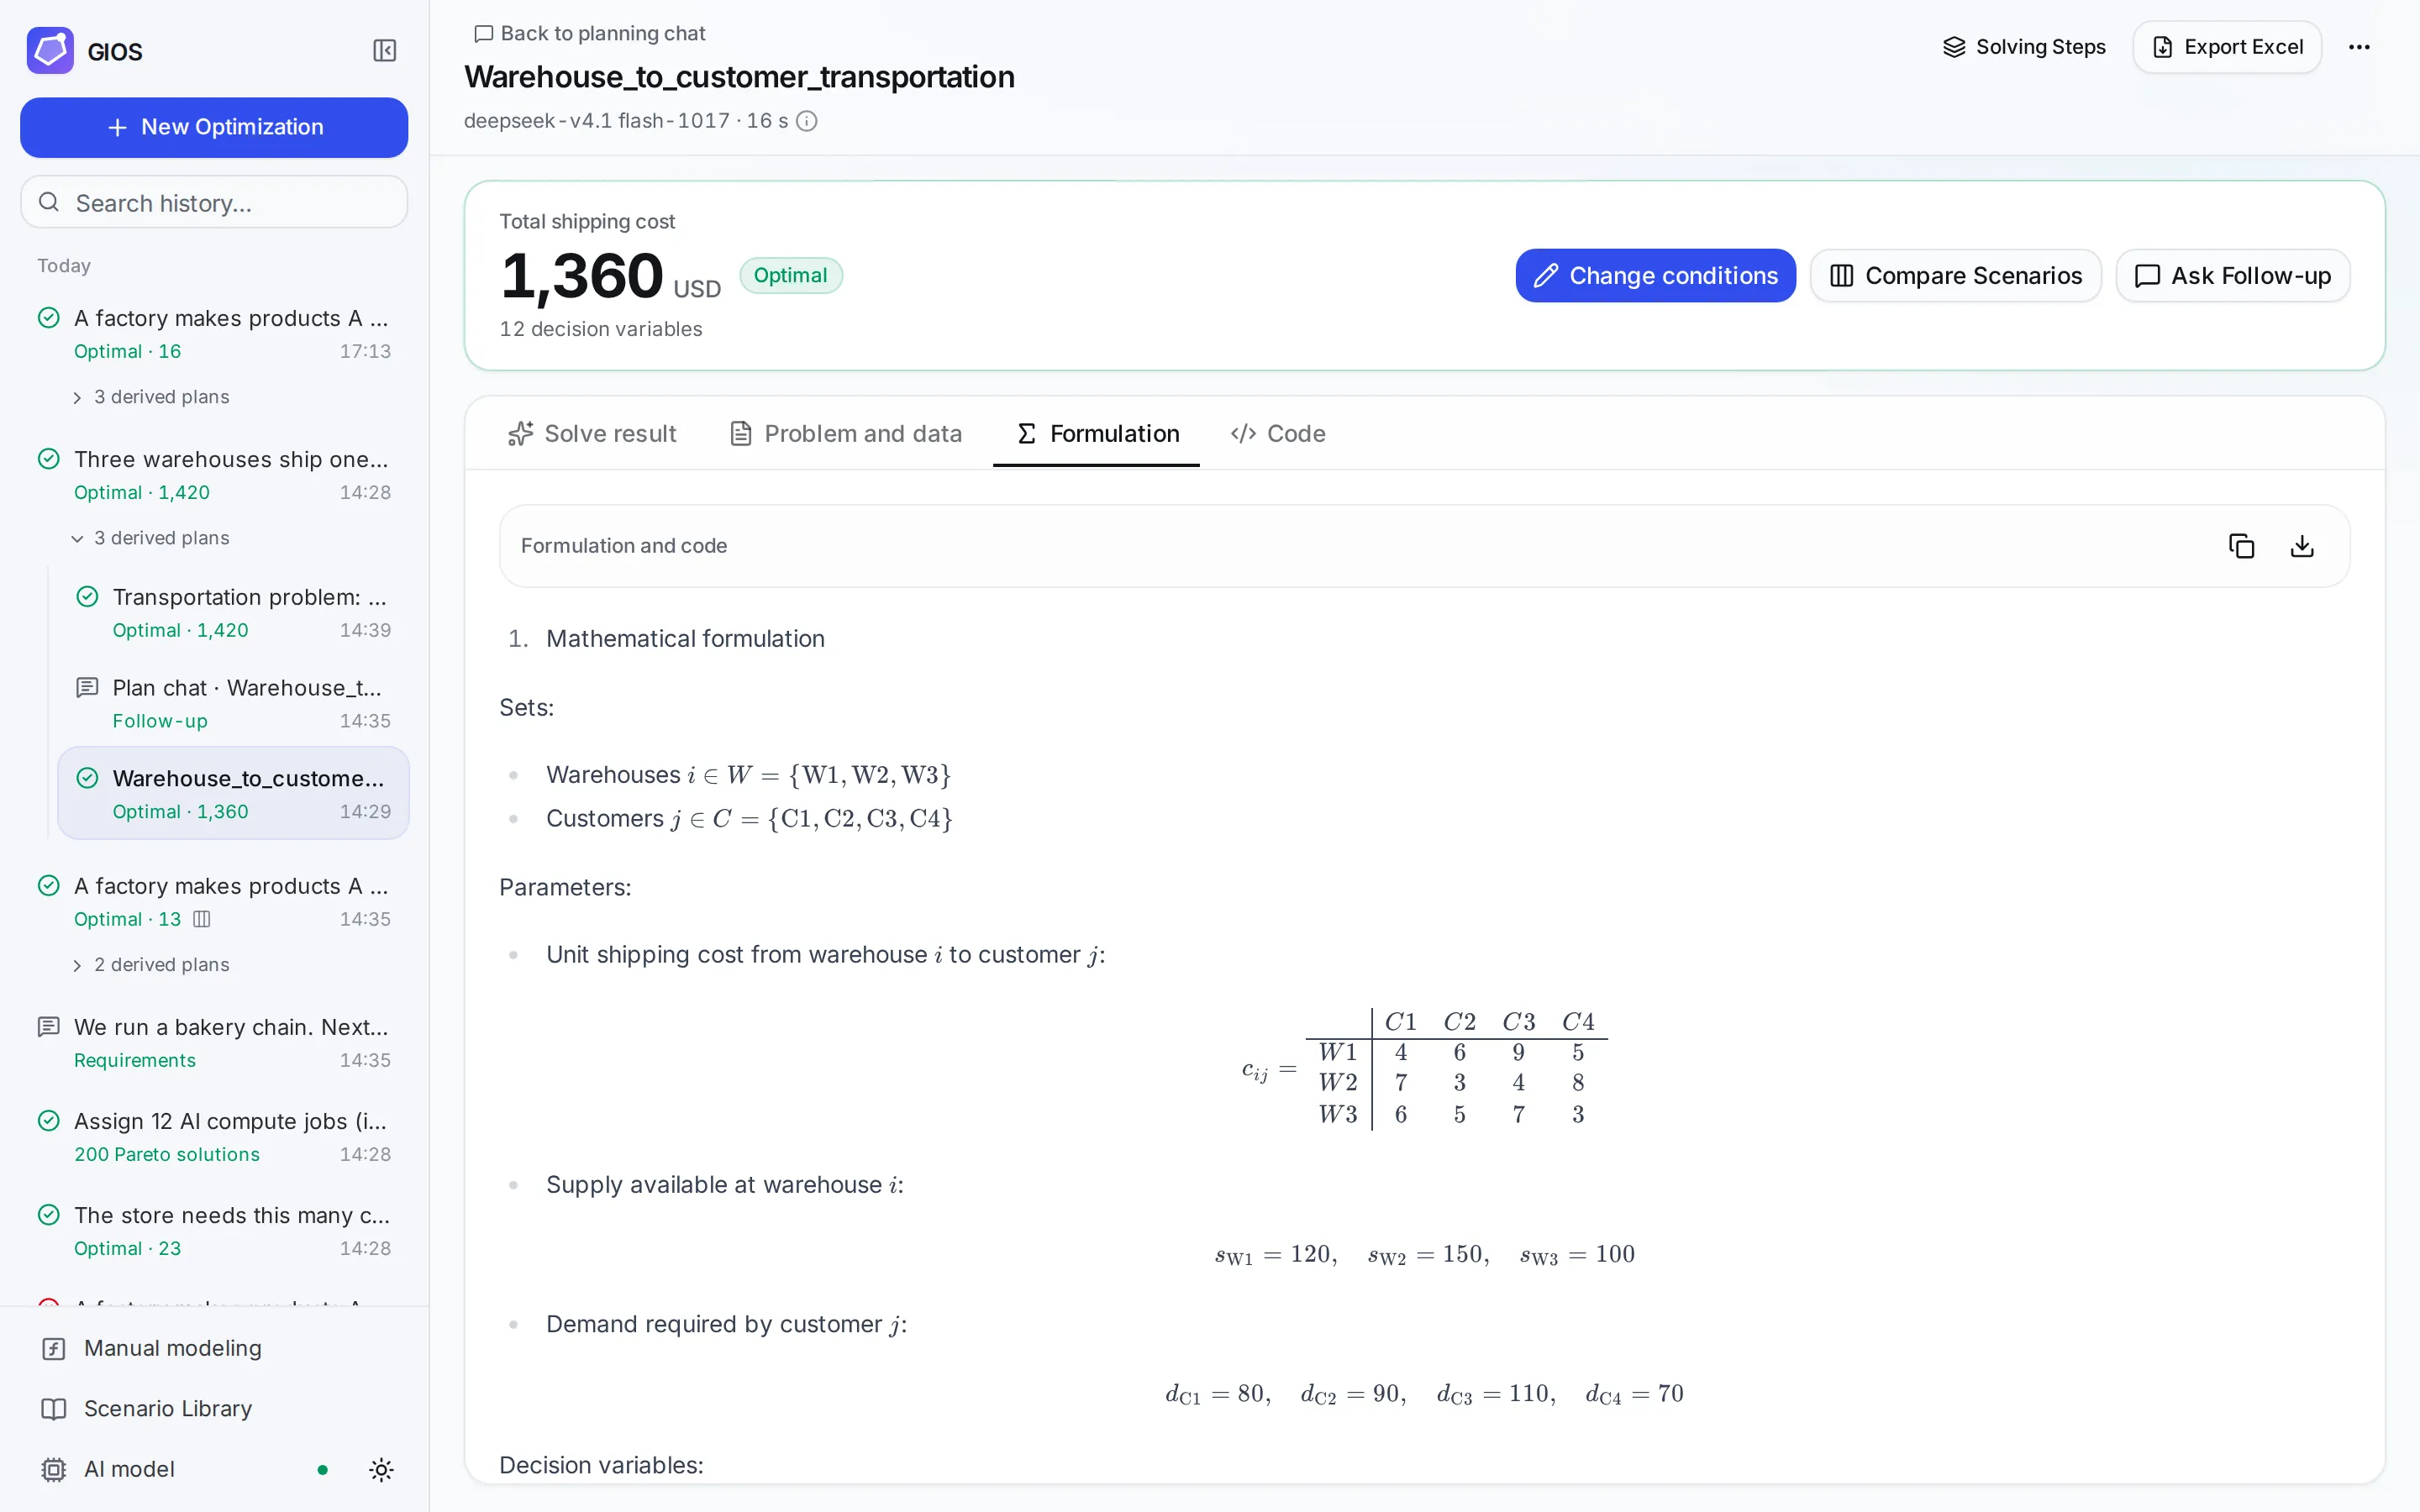 GIOS
New Optimization
Search history...
Today
A factory makes products A ...
Optimal · 16 17:13
3 derived plans
Three warehouses ship one...
Optimal · 1,420 14:28
3 derived plans
Transportation problem: ...
Optimal · 1,420 14:39
Plan chat · Warehouse_t...
Follow-up 14:35
Warehouse_to_custome...
Optimal · 1,360 14:29
A factory makes products A ...
Optimal · 13 14:35
2 derived plans
We run a bakery chain. Next...
Requirements 14:35
Assign 12 AI compute jobs (i...
200 Pareto solutions 14:28
The store needs this many c...
Optimal · 23 14:28
Manual modeling
Scenario Library
AI model
Back to planning chat
Warehouse_to_customer_transportation
deepseek-v4.1 flash-1017 · 16 s
Solving Steps
Export Excel
Total shipping cost
1,360 USD Optimal
12 decision variables
Change conditions
Compare Scenarios
Ask Follow-up
Solve result
Problem and data
Formulation
Code
Formulation and code
1. Mathematical formulation
Sets:
Warehouses i ∈ W = {W1, W2, W3}
Customers j ∈ C = {C1, C2, C3, C4}
Parameters:
Unit shipping cost from warehouse i to customer j:
C1 C2 C3 C4
c_ij =
W1 4 6 9 5
W2 7 3 4 8
W3 6 5 7 3
Supply available at warehouse i:
s_W1 = 120, s_W2 = 150, s_W3 = 100
Demand required by customer j:
d_C1 = 80, d_C2 = 90, d_C3 = 110, d_C4 = 70
Decision variables: